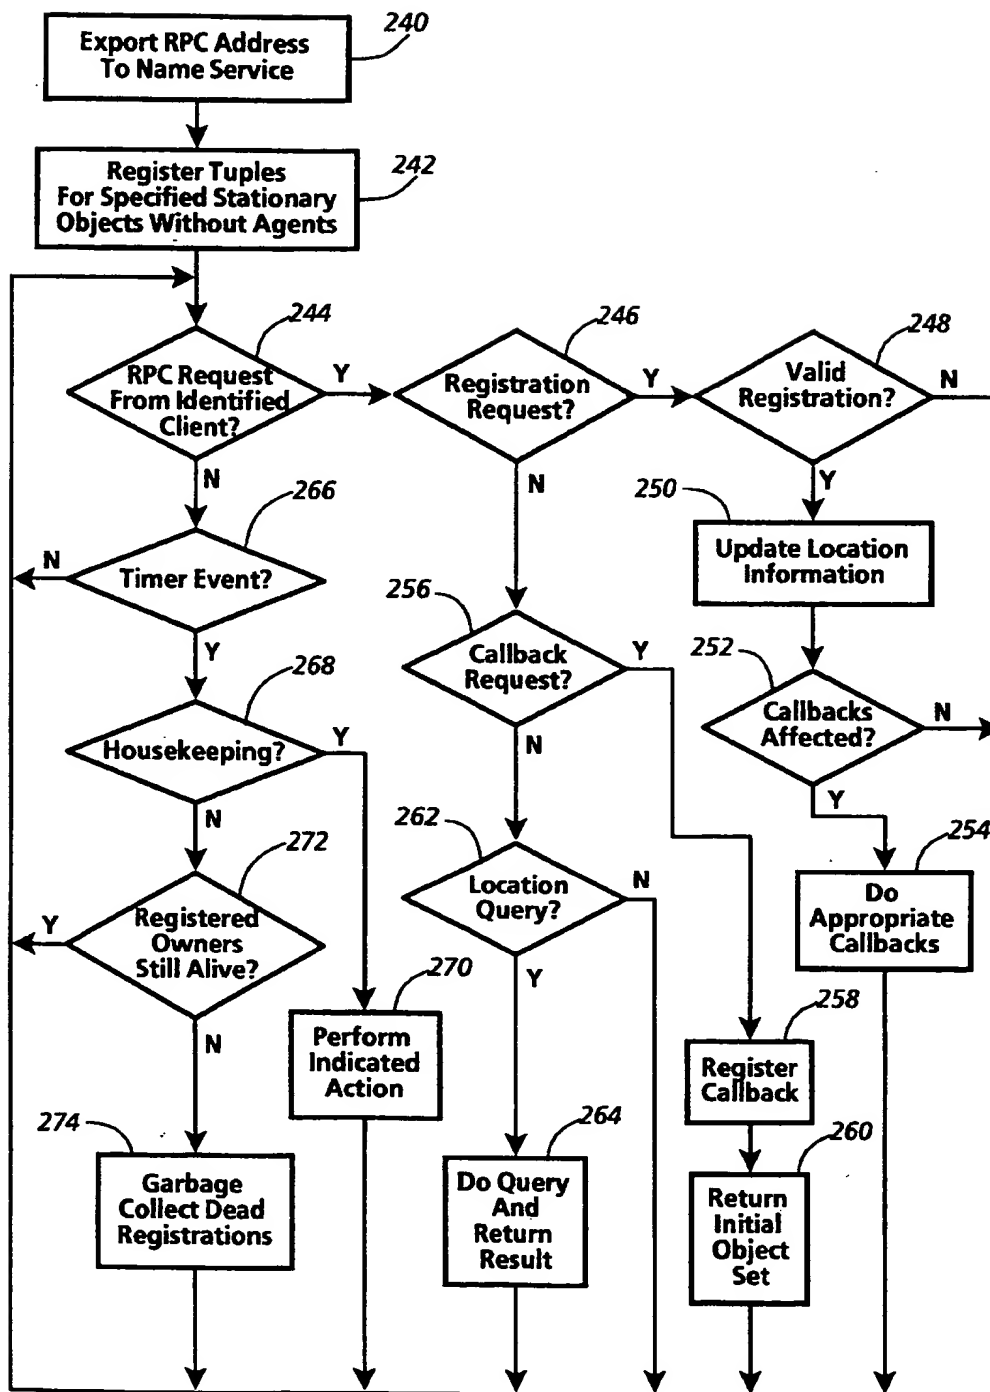 240
Export RPC Address
To Name Service
242
Register Tuples
For Specified Stationary
Objects Without Agents
244
RPC Request
From Identified
Client?
Y
N
246
Registration
Request?
Y
N
248
Valid
Registration?
N
Y
250
Update Location
Information
252
Callbacks
Affected?
N
Y
254
Do
Appropriate
Callbacks
256
Callback
Request?
Y
N
258
Register
Callback
260
Return
Initial
Object
Set
262
Location
Query?
N
Y
264
Do Query
And
Return
Result
266
Timer Event?
N
Y
268
Housekeeping?
Y
N
270
Perform
Indicated
Action
272
Registered
Owners
Still Alive?
Y
N
274
Garbage
Collect Dead
Registrations